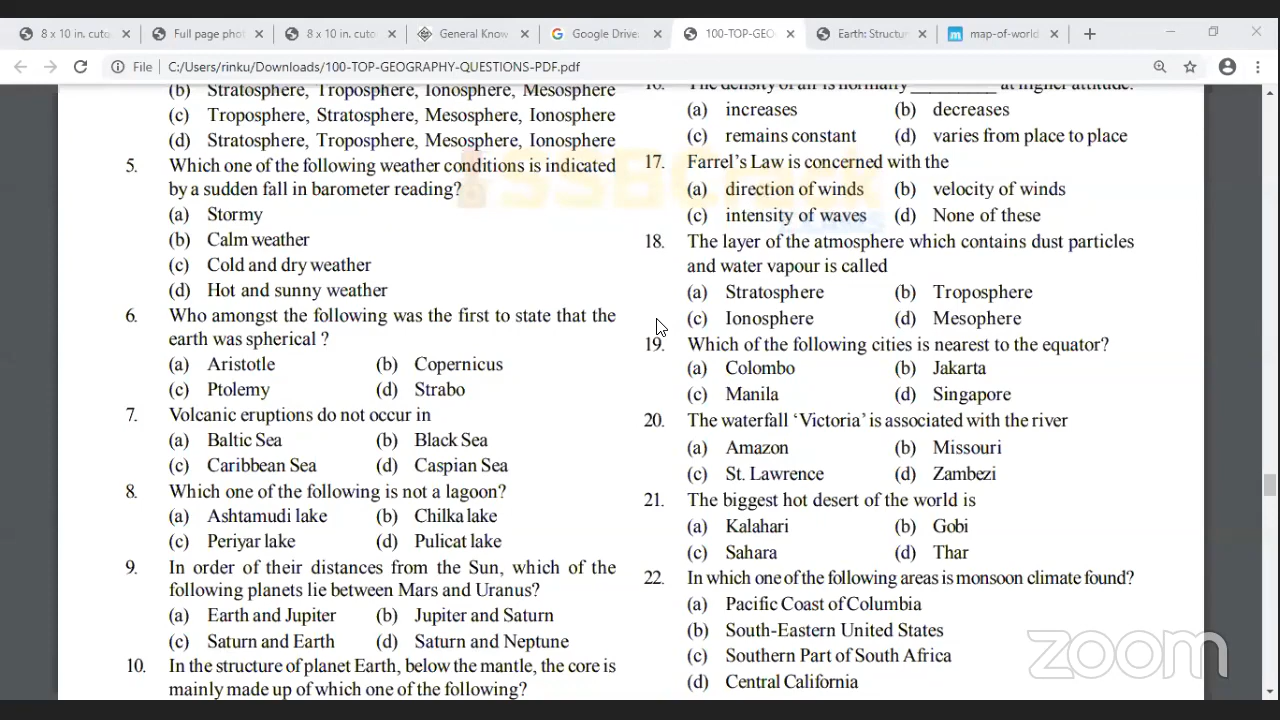 8 x 10 in. cuto
Full page phot
8 x 10 in. cuto
General Know
Google Drive:
100-TOP-GEO
Earth: Structur
map-of-world
File C:/Users/rinku/Downloads/100-TOP-GEOGRAPHY-QUESTIONS-PDF.pdf
(b) Stratosphere, Troposphere, Ionosphere, Mesosphere
(c) Troposphere, Stratosphere, Mesosphere, Ionosphere
(d) Stratosphere, Troposphere, Mesosphere, Ionosphere
5. Which one of the following weather conditions is indicated
by a sudden fall in barometer reading?
(a) Stormy
(b) Calm weather
(c) Cold and dry weather
(d) Hot and sunny weather
6. Who amongst the following was the first to state that the
earth was spherical ?
(a) Aristotle (b) Copernicus
(c) Ptolemy (d) Strabo
7. Volcanic eruptions do not occur in
(a) Baltic Sea (b) Black Sea
(c) Caribbean Sea (d) Caspian Sea
8. Which one of the following is not a lagoon?
(a) Ashtamudi lake (b) Chilka lake
(c) Periyar lake (d) Pulicat lake
9. In order of their distances from the Sun, which of the
following planets lie between Mars and Uranus?
(a) Earth and Jupiter (b) Jupiter and Saturn
(c) Saturn and Earth (d) Saturn and Neptune
10. In the structure of planet Earth, below the mantle, the core is
mainly made up of which one of the following?
16. The density of air is normally _________ at higher attitude.
(a) increases (b) decreases
(c) remains constant (d) varies from place to place
17. Farrel's Law is concerned with the
(a) direction of winds (b) velocity of winds
(c) intensity of waves (d) None of these
18. The layer of the atmosphere which contains dust particles
and water vapour is called
(a) Stratosphere (b) Troposphere
(c) Ionosphere (d) Mesophere
19. Which of the following cities is nearest to the equator?
(a) Colombo (b) Jakarta
(c) Manila (d) Singapore
20. The waterfall ‘Victoria’ is associated with the river
(a) Amazon (b) Missouri
(c) St. Lawrence (d) Zambezi
21. The biggest hot desert of the world is
(a) Kalahari (b) Gobi
(c) Sahara (d) Thar
22. In which one of the following areas is monsoon climate found?
(a) Pacific Coast of Columbia
(b) South-Eastern United States
(c) Southern Part of South Africa
(d) Central California
SSBCrack
zoom